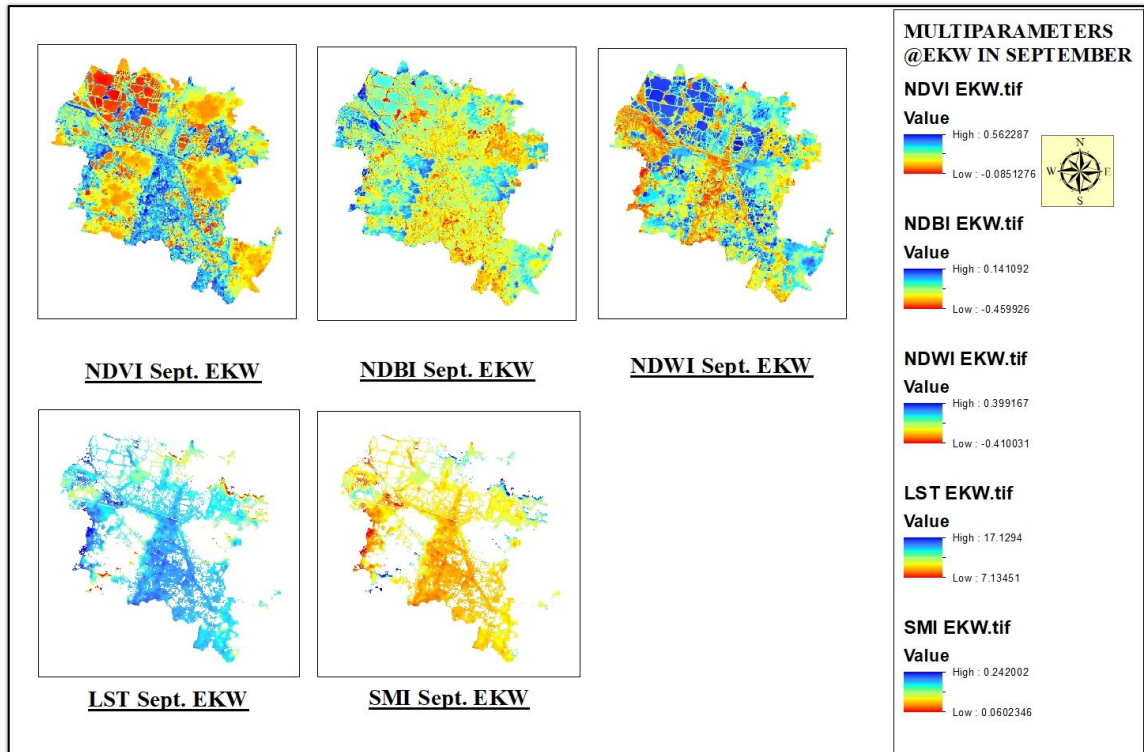 NDVI Sept. EKW
NDBI Sept. EKW
NDWI Sept. EKW
LST Sept. EKW
SMI Sept. EKW
MULTIPARAMETERS
@EKW IN SEPTEMBER
NDVI EKW.tif
Value
High : 0.562287
Low : -0.0851276
N
W E
S
NDBI EKW.tif
Value
High : 0.141092
Low : -0.459926
NDWI EKW.tif
Value
High : 0.399167
Low : -0.410031
LST EKW.tif
Value
High : 17.1294
Low : 7.13451
SMI EKW.tif
Value
High : 0.242002
Low : 0.0602346